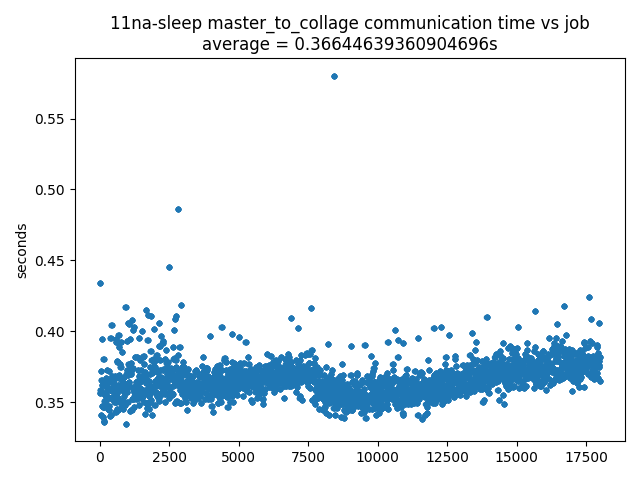 11na-sleep master_to_collage communication time vs job
average = 0.36644639360904696s
seconds
0.55
0.50
0.45
0.40
0.35
0 2500 5000 7500 10000 12500 15000 17500